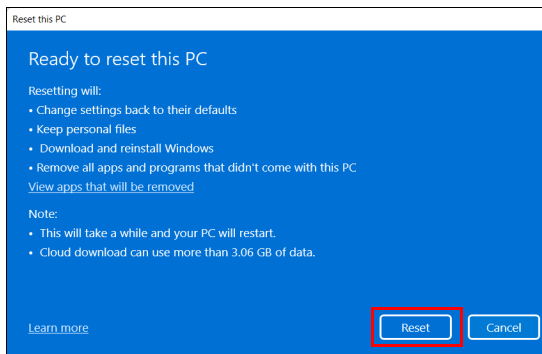 Reset this PC
Ready to reset this PC
Resetting will:
• Change settings back to their defaults
• Keep personal files
• Download and reinstall Windows
• Remove all apps and programs that didn't come with this PC
View apps that will be removed
Note:
• This will take a while and your PC will restart.
• Cloud download can use more than 3.06 GB of data.
Learn more
Reset
Cancel